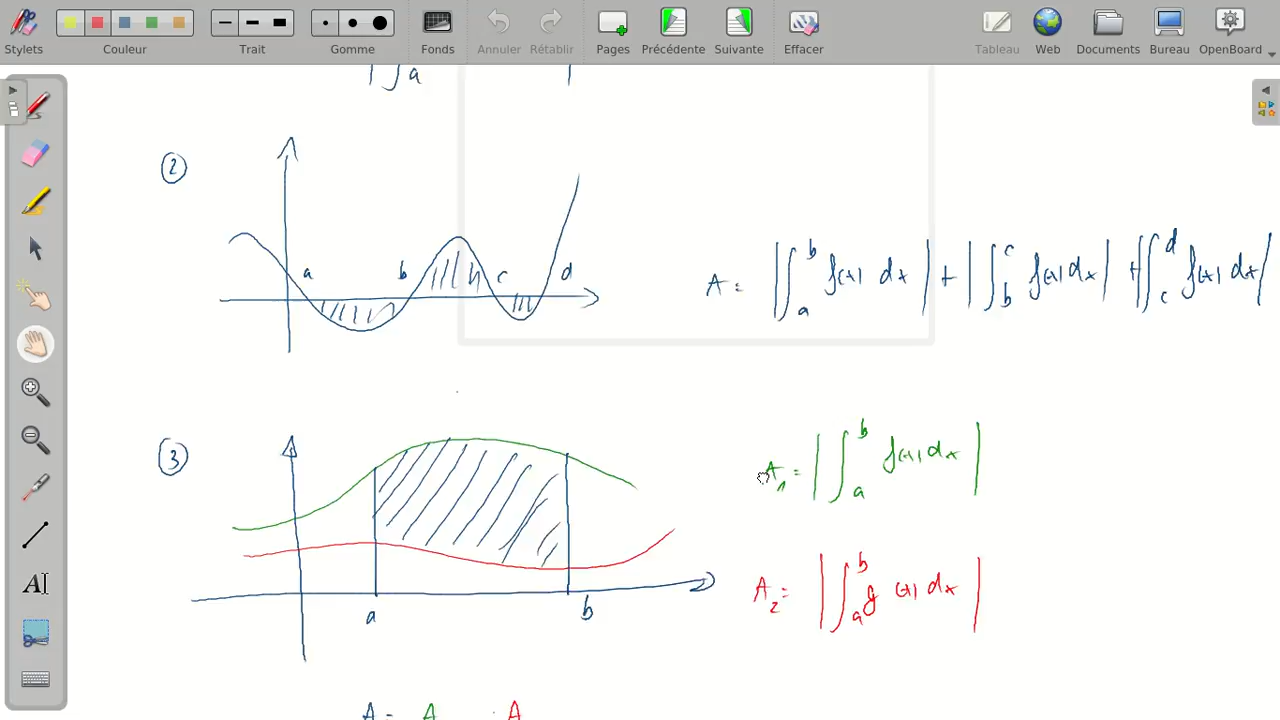 Stylets Couleur Trait Gomme Fonds Annuler Rétablir Pages Précédente Suivante Effacer Tableau Web Documents Bureau OpenBoard
∫a
②
a b c d
A = |∫_a^b f(x) dx| + |∫_b^c f(x) dx| + |∫_c^d f(x) dx|
③
a b
A₁ = |∫_a^b f(x) dx|
A₂ = |∫_a^b g(x) dx|
A = A A
A